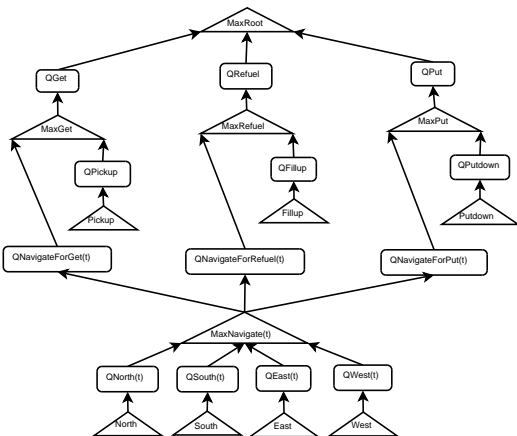 MaxRoot
QGet
QRefuel
QPut
MaxGet
MaxRefuel
MaxPut
QPickup
QFillup
QPutdown
Pickup
Fillup
Putdown
QNavigateForGet(t)
QNavigateForRefuel(t)
QNavigateForPut(t)
MaxNavigate(t)
QNorth(t)
QSouth(t)
QEast(t)
QWest(t)
North
South
East
West